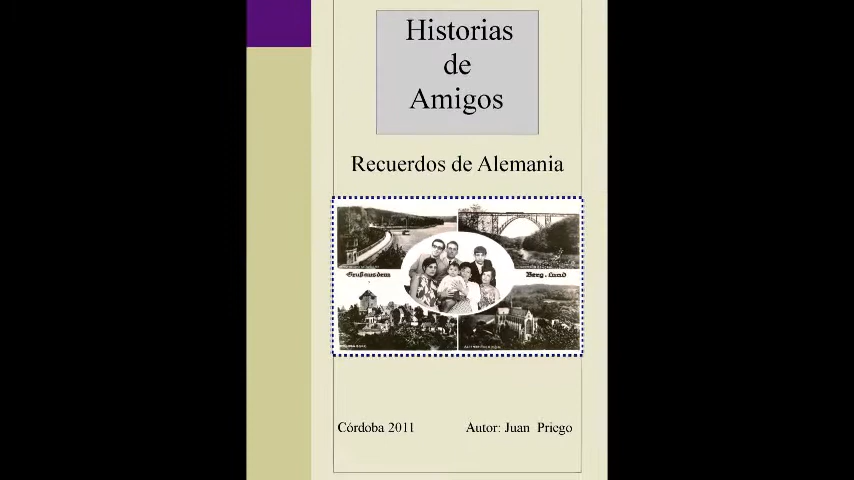 Historias
de
Amigos
Recuerdos de Alemania
Gruß aus dem
Berg. Land
Córdoba 2011
Autor: Juan Priego